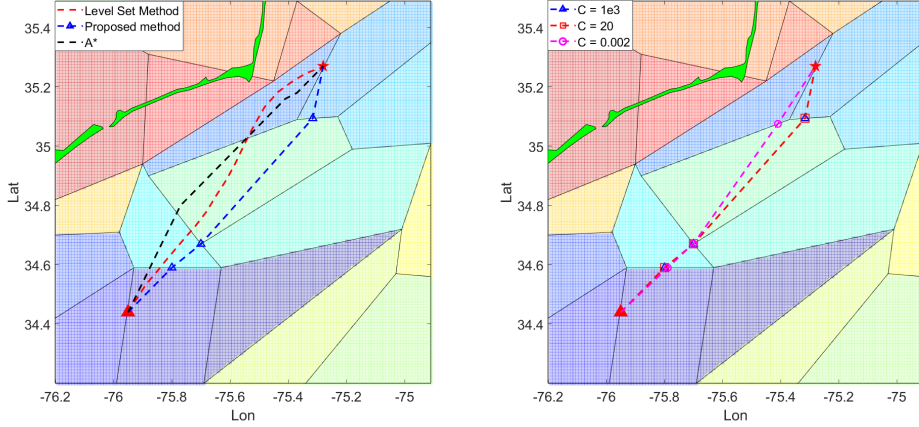 Level Set Method
Proposed method
A*
35.4
35.2
35
34.8
34.6
34.4
Lat
-76.2
-76
-75.8
-75.6
-75.4
-75.2
-75
Lon
C = 1e3
C = 20
C = 0.002
35.4
35.2
35
34.8
34.6
34.4
Lat
-76.2
-76
-75.8
-75.6
-75.4
-75.2
-75
Lon